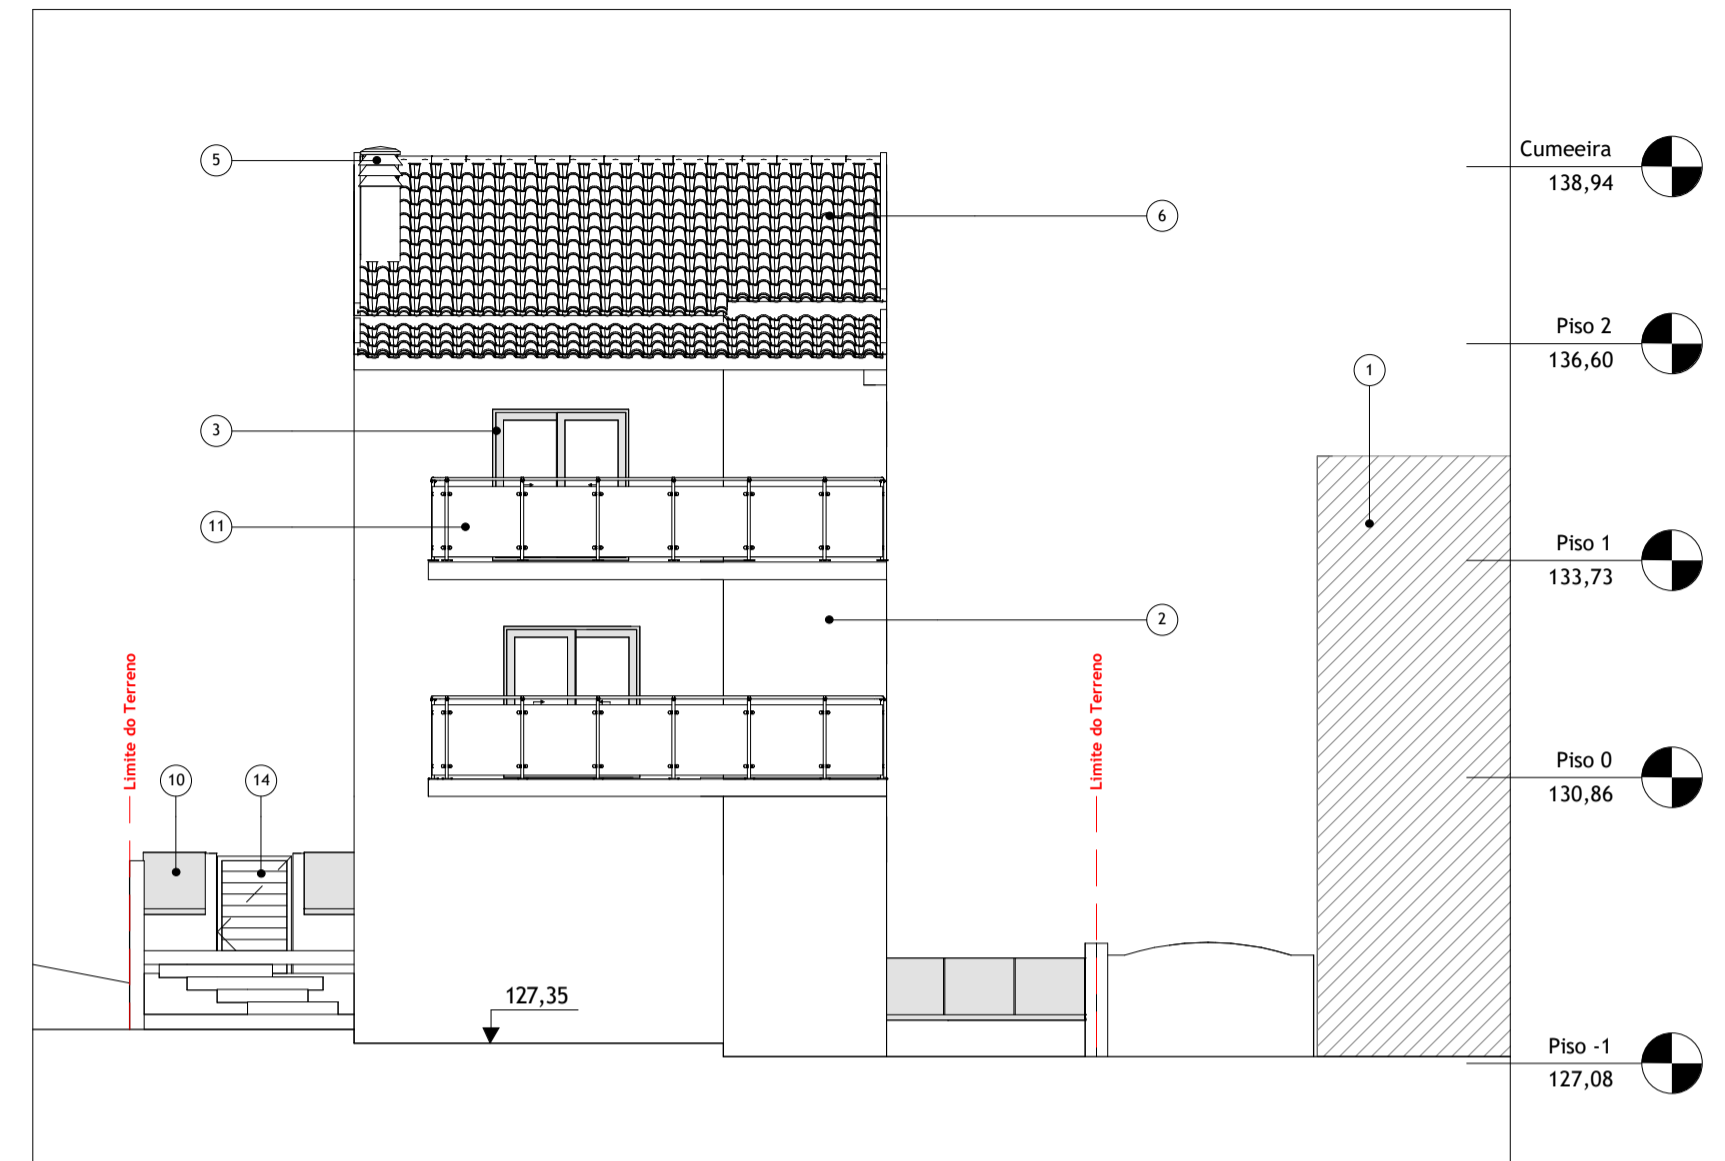 Cumeeira
138,94
5
6
Piso 2
136,60
1
3
11
Piso 1
133,73
2
Limite do Terreno
Limite do Terreno
10
14
Piso 0
130,86
127,35
Piso -1
127,08